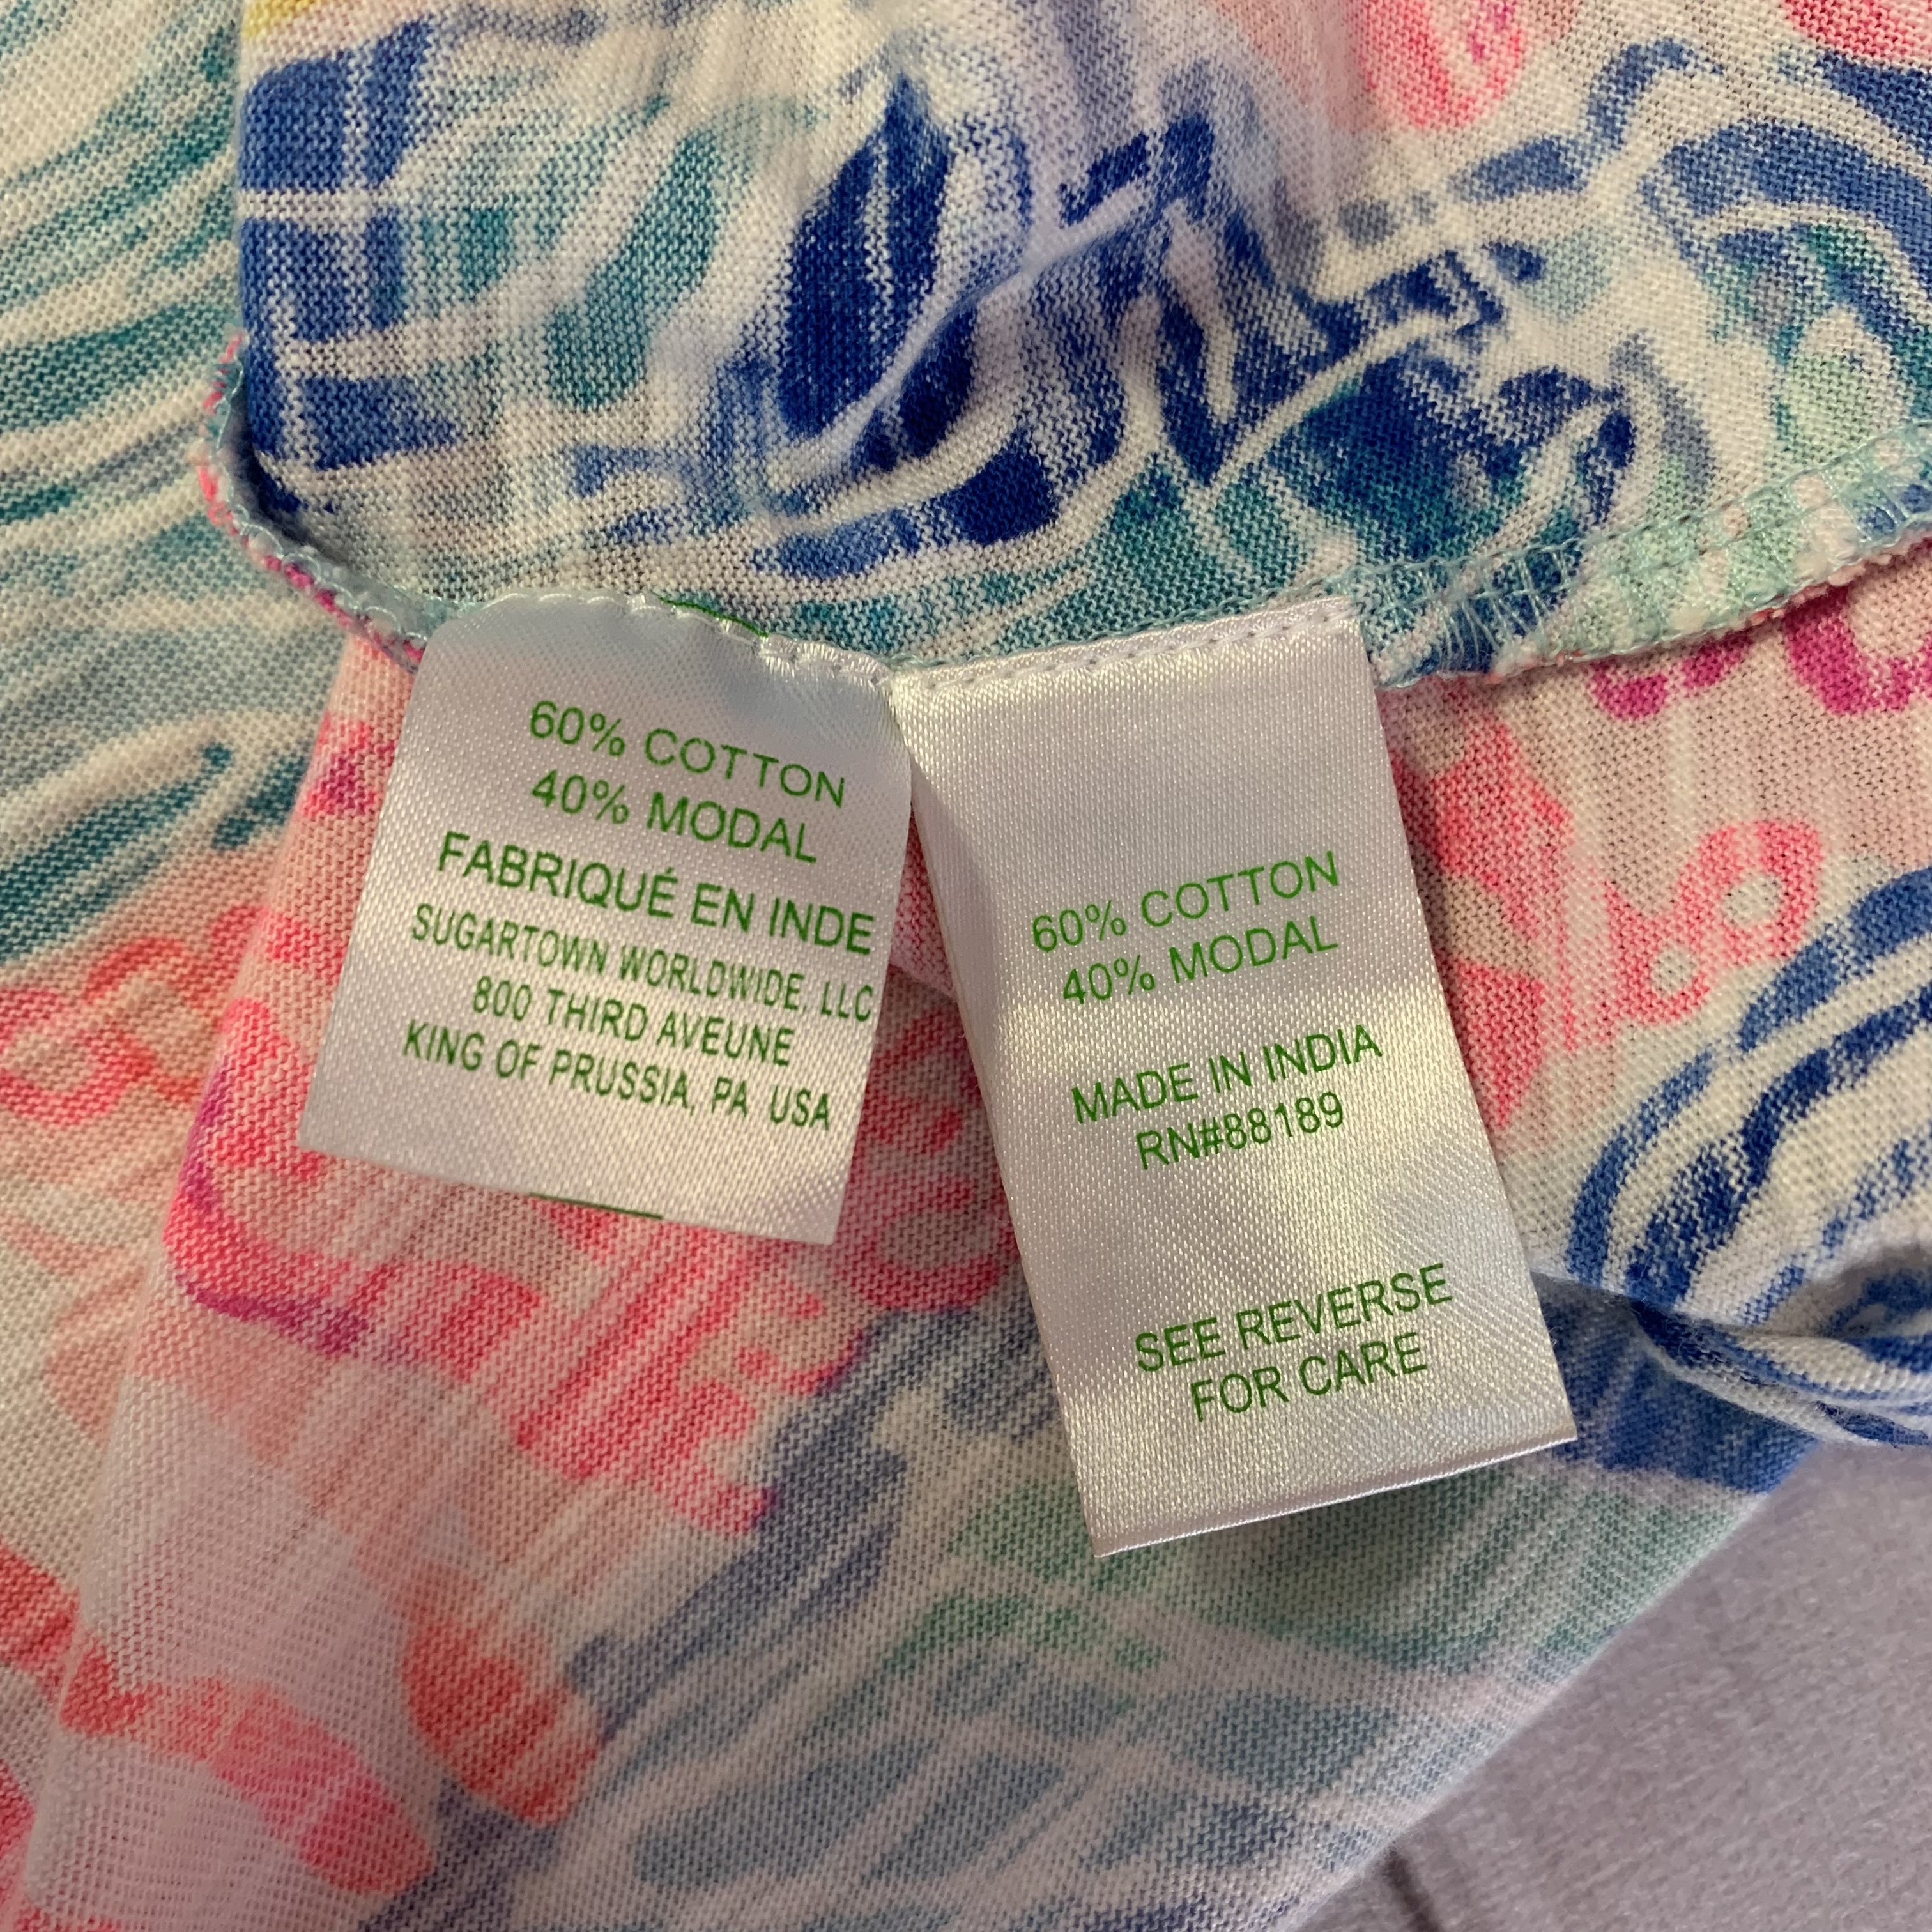 60% COTTON
40% MODAL
FABRIQUÉ EN INDE
SUGARTOWN WORLDWIDE, LLC
800 THIRD AVEUNE
KING OF PRUSSIA, PA USA
60% COTTON
40% MODAL
MADE IN INDIA
RN#88189
SEE REVERSE
FOR CARE